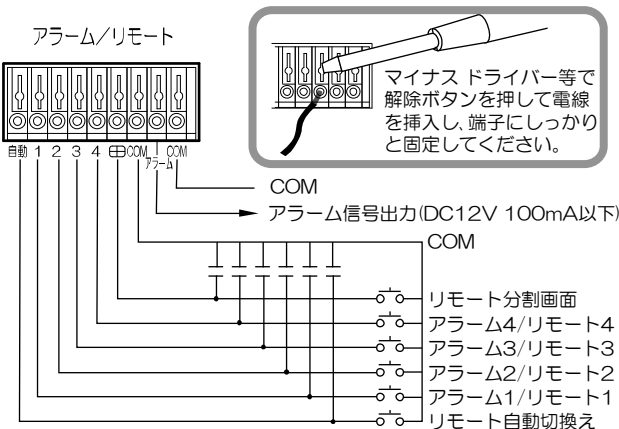 アラーム/リモート
マイナス ドライバー等で
解除ボタンを押して電線
を挿入し、端子にしっかり
と固定してください。
自動 1 2 3 4 COM アラーム COM
COM
アラーム信号出力(DC12V 100mA以下)
COM
リモート分割画面
アラーム4/リモート4
アラーム3/リモート3
アラーム2/リモート2
アラーム1/リモート1
リモート自動切換え